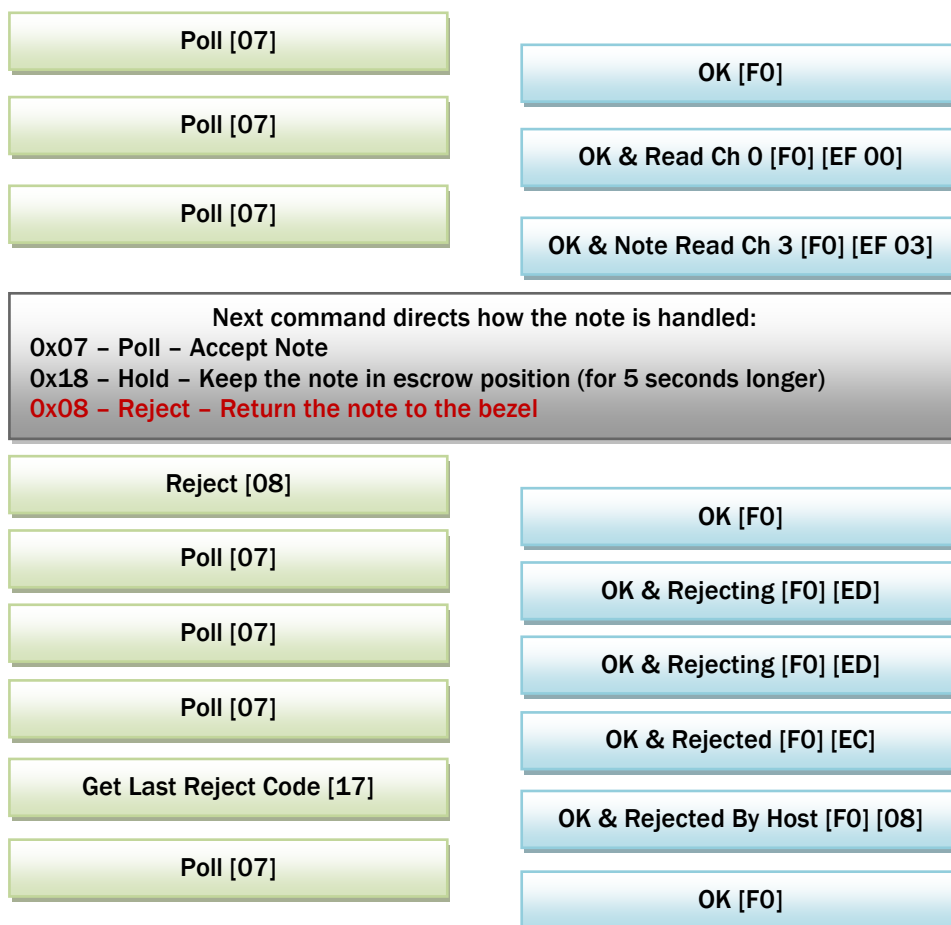 Poll [07]
OK [F0]
Poll [07]
OK & Read Ch 0 [F0] [EF 00]
Poll [07]
OK & Note Read Ch 3 [F0] [EF 03]
Next command directs how the note is handled:
0x07 – Poll – Accept Note
0x18 – Hold – Keep the note in escrow position (for 5 seconds longer)
0x08 – Reject – Return the note to the bezel
Reject [08]
OK [F0]
Poll [07]
OK & Rejecting [F0] [ED]
Poll [07]
OK & Rejecting [F0] [ED]
Poll [07]
OK & Rejected [F0] [EC]
Get Last Reject Code [17]
OK & Rejected By Host [F0] [08]
Poll [07]
OK [F0]